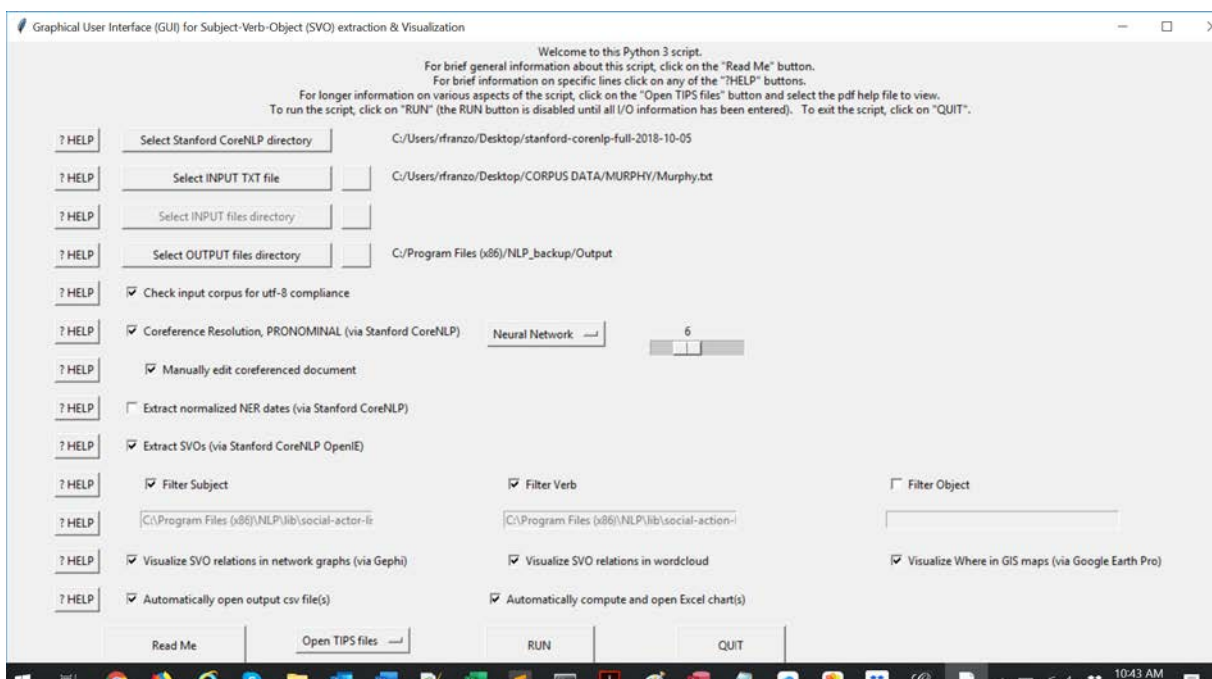 Graphical User Interface (GUI) for Subject-Verb-Object (SVO) extraction & Visualization
Welcome to this Python 3 script.
For brief general information about this script, click on the "Read Me" button.
For brief information on specific lines click on any of the "?HELP" buttons.
For longer information on various aspects of the script, click on the "Open TIPS files" button and select the pdf help file to view.
To run the script, click on "RUN" (the RUN button is disabled until all I/O information has been entered). To exit the script, click on "QUIT".
? HELP Select Stanford CoreNLP directory C:/Users/rfranzo/Desktop/stanford-corenlp-full-2018-10-05
? HELP Select INPUT TXT file C:/Users/rfranzo/Desktop/CORPUS DATA/MURPHY/Murphy.txt
? HELP Select INPUT files directory
? HELP Select OUTPUT files directory C:/Program Files (x86)/NLP_backup/Output
? HELP Check input corpus for utf-8 compliance
? HELP Coreference Resolution, PRONOMINAL (via Stanford CoreNLP) Neural Network 6
? HELP Manually edit coreferenced document
? HELP Extract normalized NER dates (via Stanford CoreNLP)
? HELP Extract SVOs (via Stanford CoreNLP OpenIE)
? HELP Filter Subject Filter Verb Filter Object
? HELP C:\Program Files (x86)\NLP\lib\social-actor-li C:\Program Files (x86)\NLP\lib\social-action-
? HELP Visualize SVO relations in network graphs (via Gephi) Visualize SVO relations in wordcloud Visualize Where in GIS maps (via Google Earth Pro)
? HELP Automatically open output csv file(s) Automatically compute and open Excel chart(s)
Read Me Open TIPS files RUN QUIT
10:43 AM